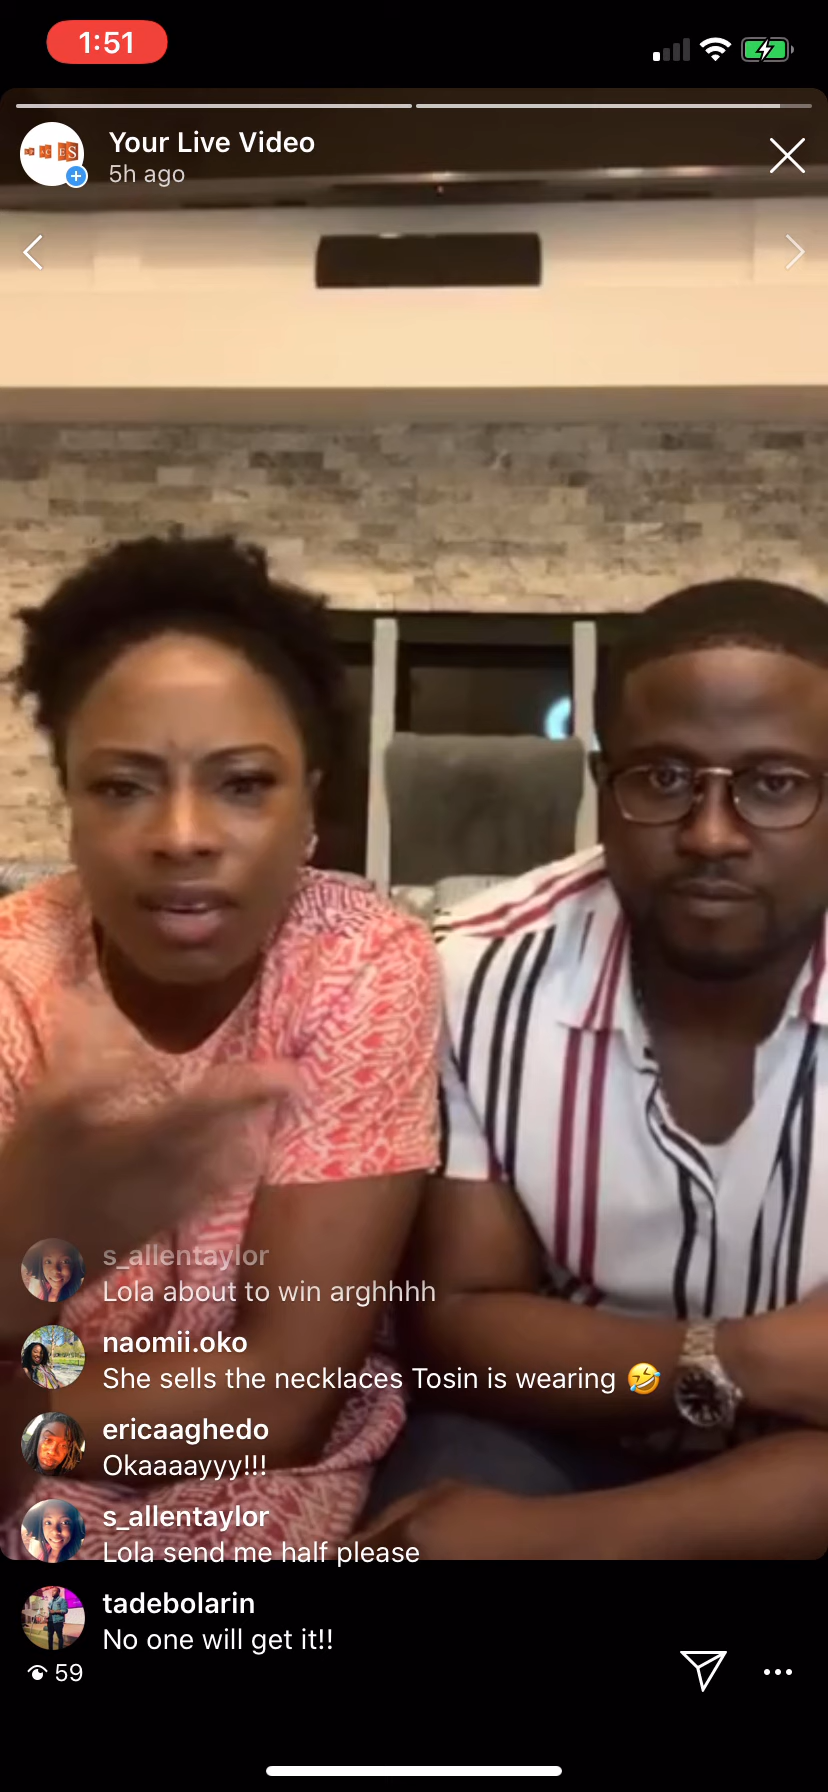 1:51
Your Live Video
5h ago
s_allentaylor
Lola about to win arghhhh
naomii.oko
She sells the necklaces Tosin is wearing 🤣
ericaaghedo
Okaaaayyy!!!
s_allentaylor
Lola send me half please
tadebolarin
No one will get it!!
59